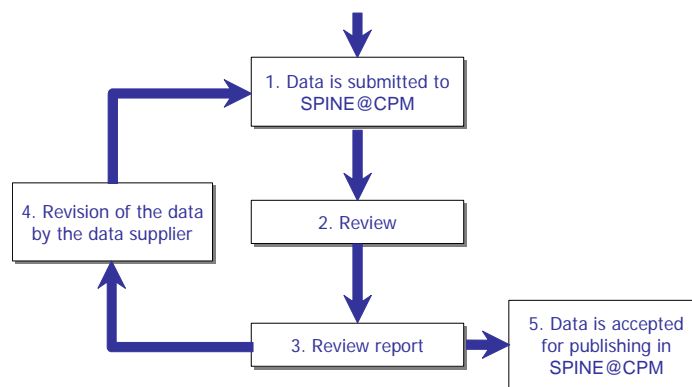 1. Data is submitted to
SPINE@CPM
4. Revision of the data
by the data supplier
2. Review
3. Review report
5. Data is accepted
for publishing in
SPINE@CPM